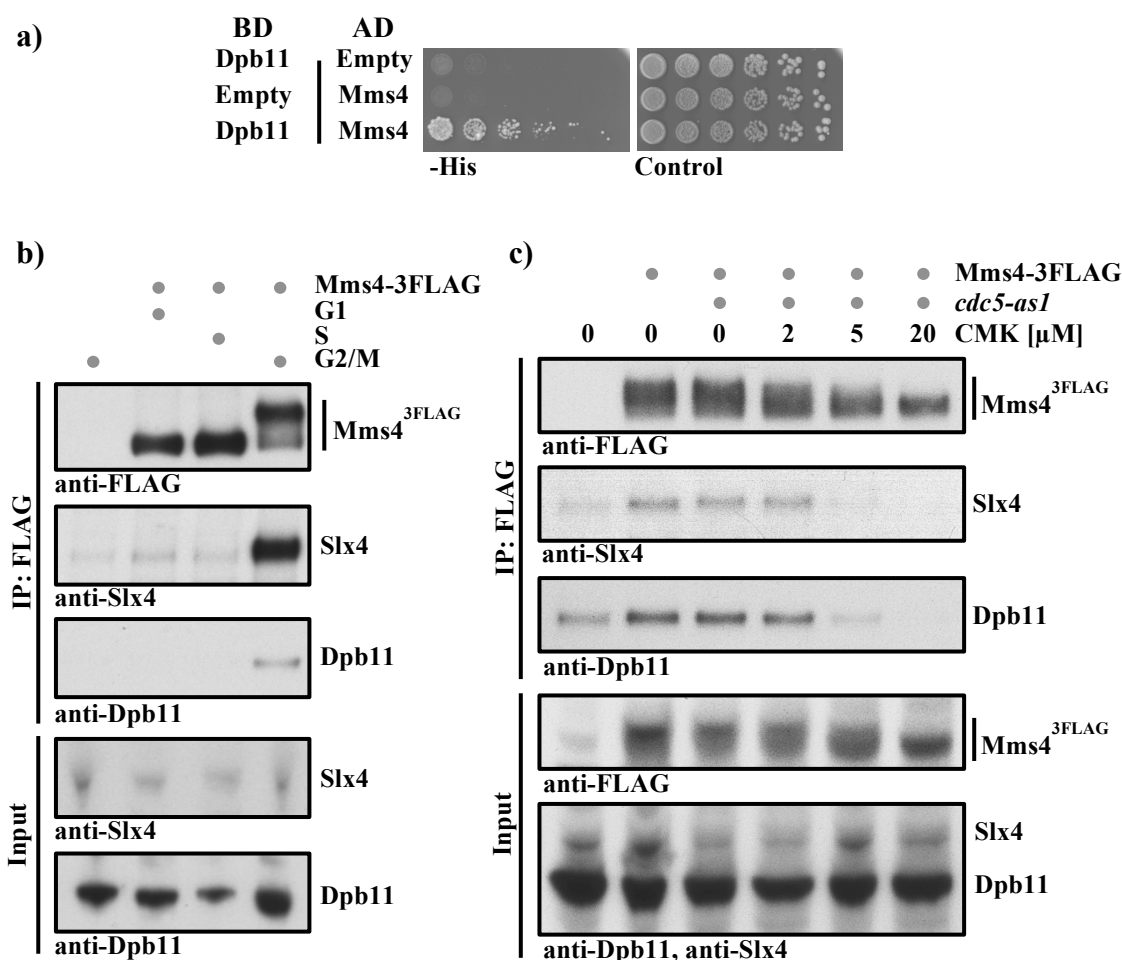 a)
BD AD
Dpb11 Empty
Empty Mms4
Dpb11 Mms4
-His Control
b)
Mms4-3FLAG
G1
S
G2/M
IP: FLAG
Mms4 3FLAG
anti-FLAG
Slx4
anti-Slx4
Dpb11
anti-Dpb11
Input
Slx4
anti-Slx4
Dpb11
anti-Dpb11
c)
Mms4-3FLAG
cdc5-as1
0 0 0 2 5 20 CMK [µM]
IP: FLAG
Mms4 3FLAG
anti-FLAG
Slx4
anti-Slx4
Dpb11
anti-Dpb11
Input
Mms4 3FLAG
anti-FLAG
Slx4
Dpb11
anti-Dpb11, anti-Slx4